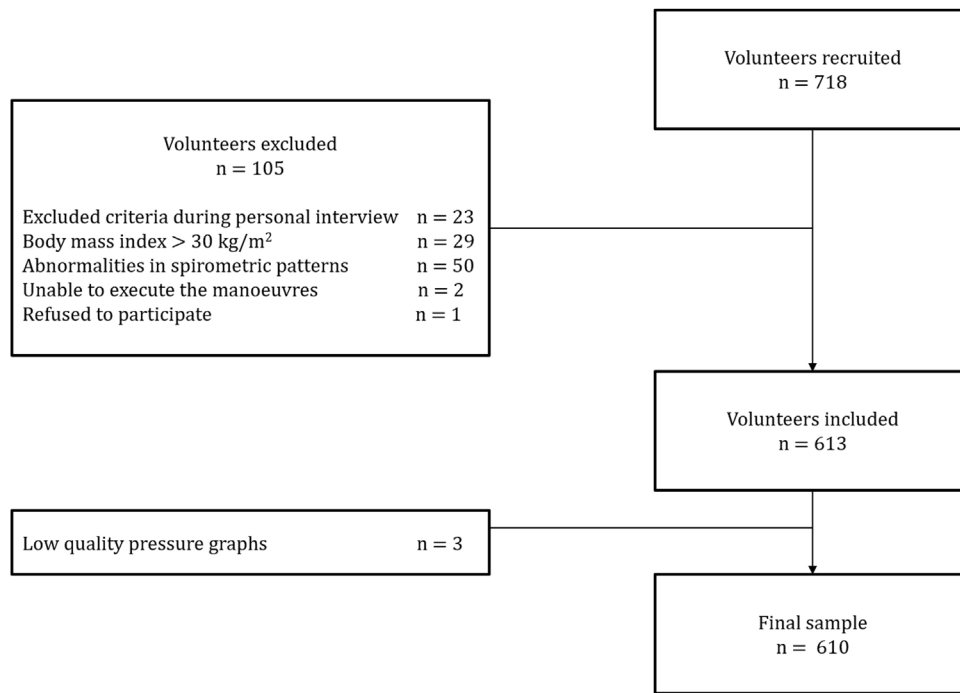 Volunteers recruited
n = 718
Volunteers excluded
n = 105
Excluded criteria during personal interview n = 23
Body mass index > 30 kg/m²  n = 29
Abnormalities in spirometric patterns n = 50
Unable to execute the manoeuvres n = 2
Refused to participate n = 1
Volunteers included
n = 613
Low quality pressure graphs n = 3
Final sample
n = 610